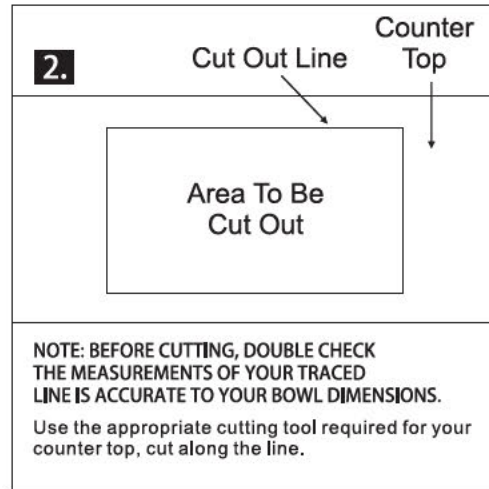 2.
Cut Out Line
Counter
Top
Area To Be
Cut Out
NOTE: BEFORE CUTTING, DOUBLE CHECK
THE MEASUREMENTS OF YOUR TRACED
LINE IS ACCURATE TO YOUR BOWL DIMENSIONS.
Use the appropriate cutting tool required for your
counter top, cut along the line.